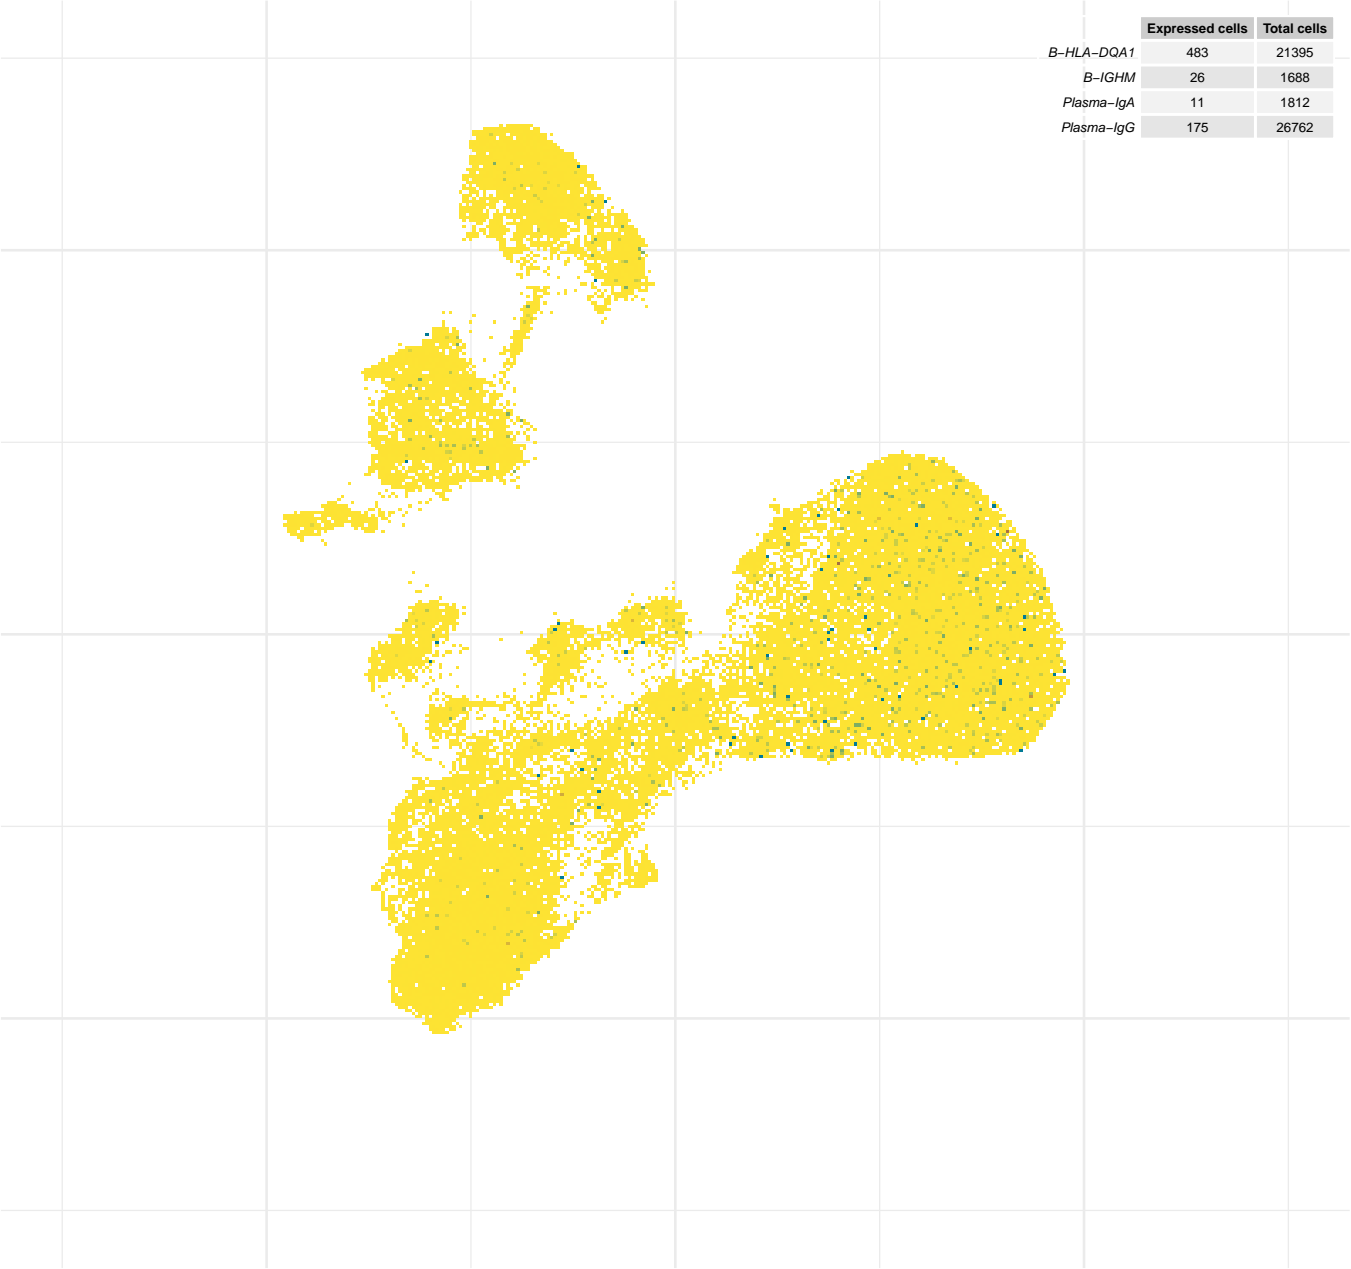 Expressed cells Total cells
B−HLA−DQA1 483 21395
B−IGHM 26 1688
Plasma−IgA 11 1812
Plasma−IgG 175 26762